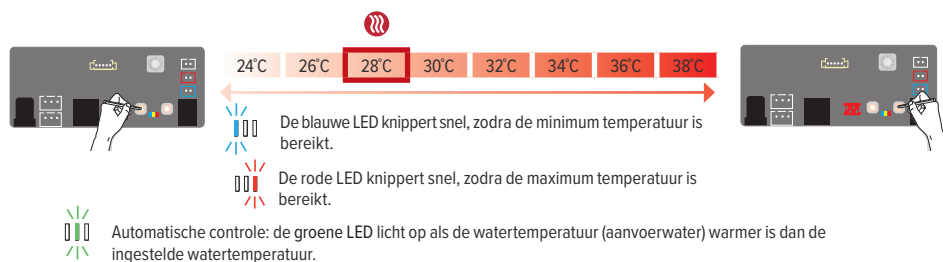 24°C 26°C 28°C 30°C 32°C 34°C 36°C 38°C
De blauwe LED knippert snel, zodra de minimum temperatuur is
bereikt.
De rode LED knippert snel, zodra de maximum temperatuur is
bereikt.
Automatische controle: de groene LED licht op als de watertemperatuur (aanvoerwater) warmer is dan de
ingestelde watertemperatuur.